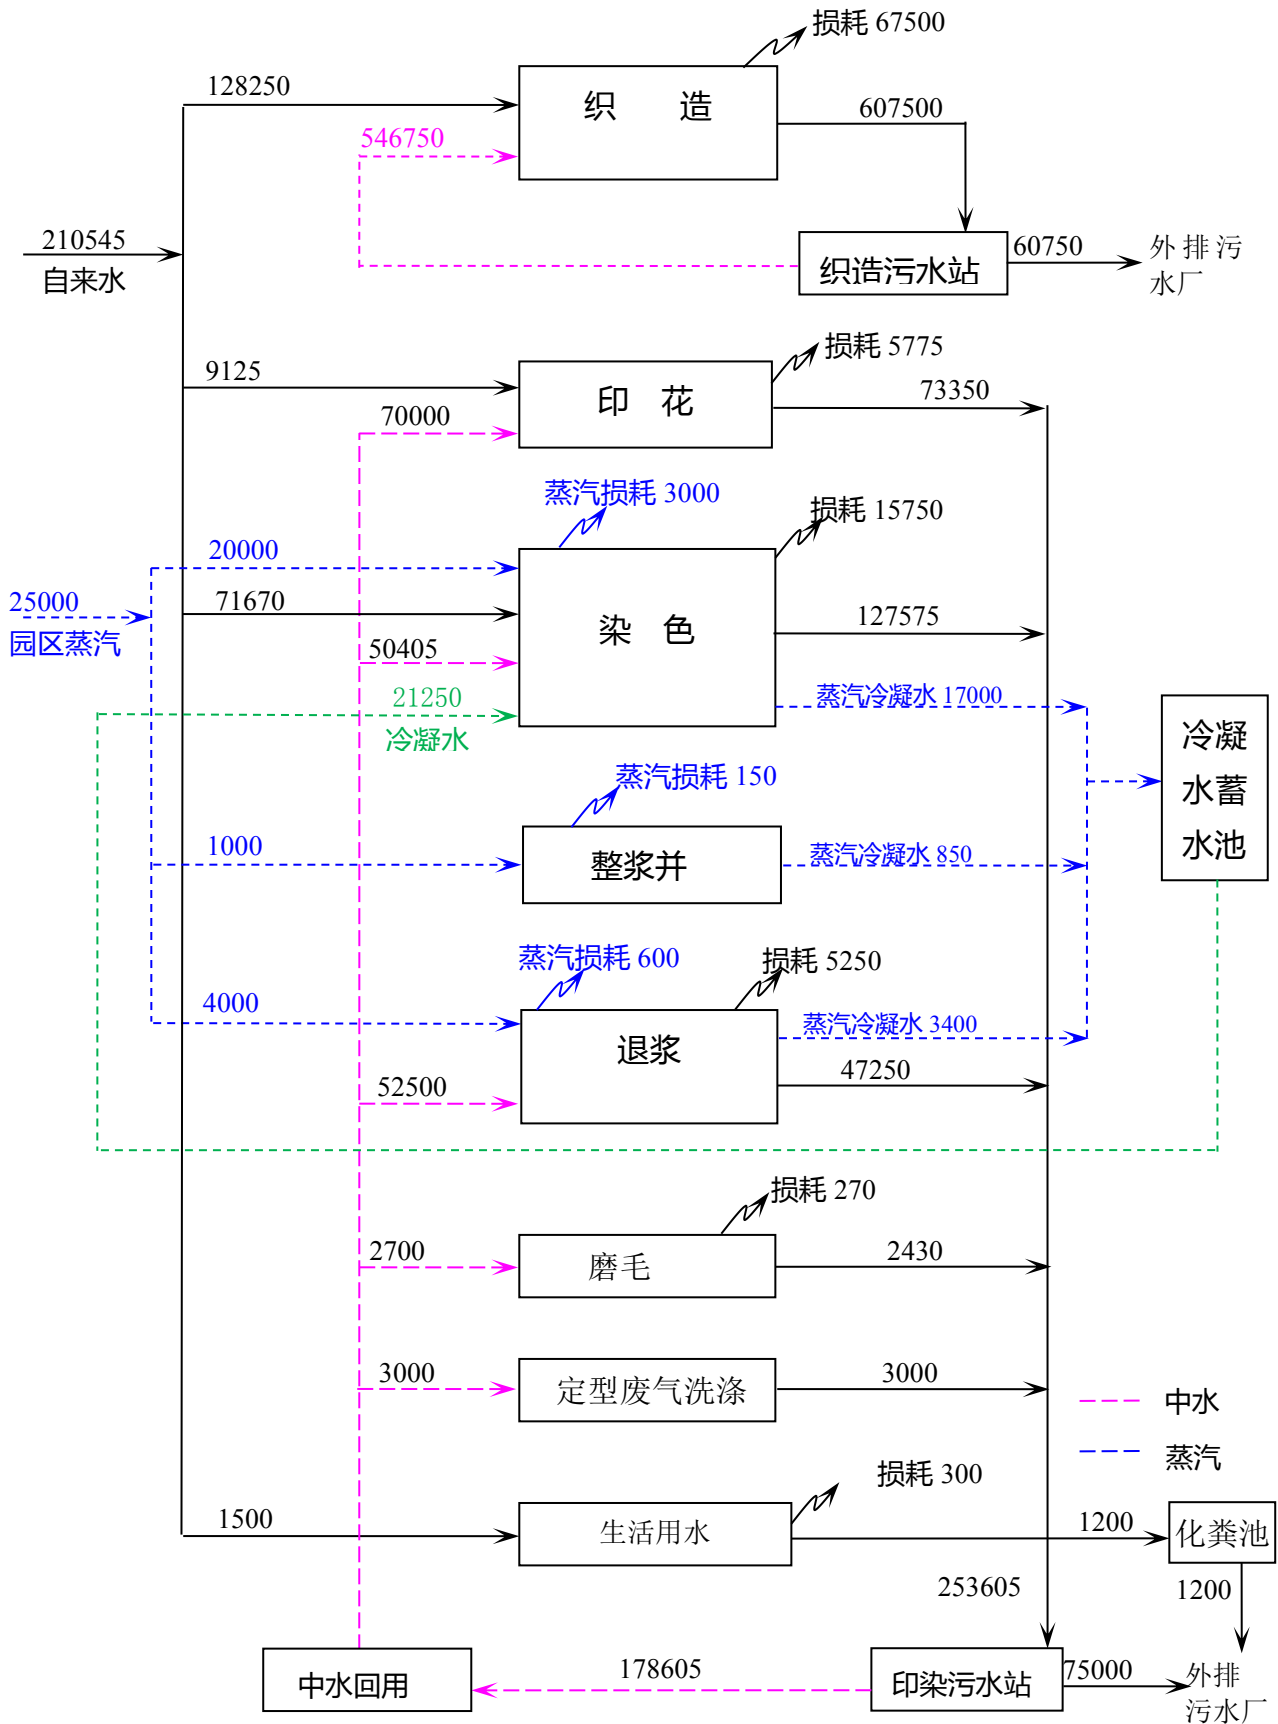 损耗 67500
128250
织 造
607500
546750
210545
自来水
60750
外排污
水厂
织造污水站
损耗 5775
9125
印 花
73350
70000
蒸汽损耗 3000
损耗 15750
20000
25000
园区蒸汽
71670
染 色
127575
50405
21250
冷凝水
蒸汽冷凝水 17000
冷凝
水蓄
水池
蒸汽损耗 150
1000
整浆并
蒸汽冷凝水 850
蒸汽损耗 600
损耗 5250
4000
退浆
蒸汽冷凝水 3400
47250
52500
损耗 270
2700
磨毛
2430
3000
定型废气洗涤
3000
中水
蒸汽
损耗 300
1500
生活用水
1200
化粪池
253605
1200
178605
中水回用
印染污水站
75000
外排
污水厂